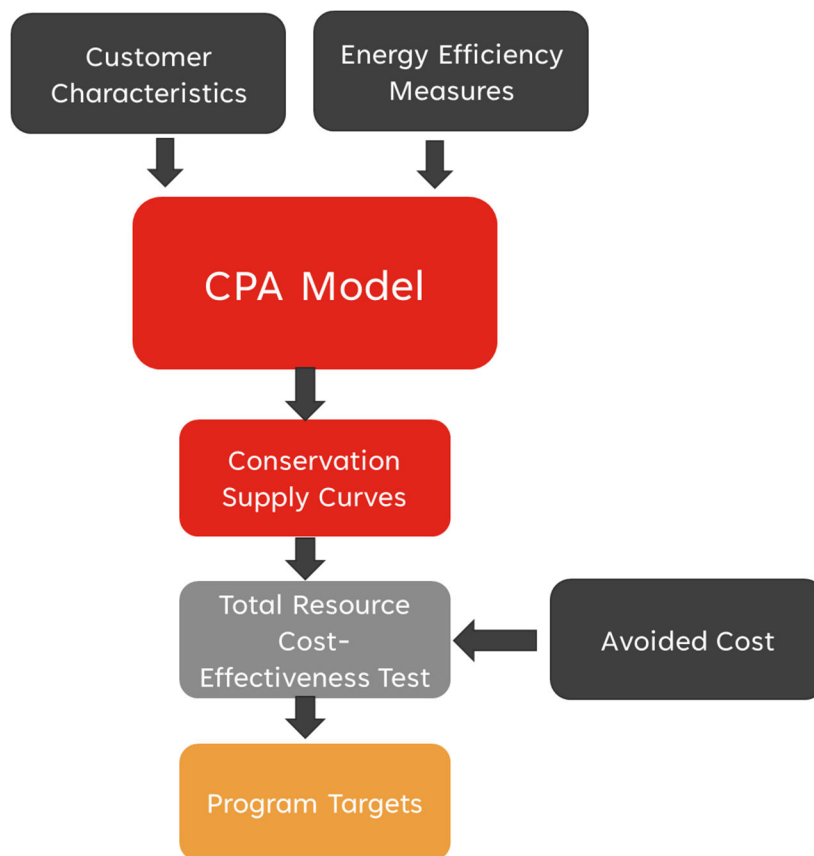 Customer
Characteristics
Energy Efficiency
Measures
CPA Model
Conservation
Supply Curves
Total Resource
Cost-
Effectiveness Test
Avoided Cost
Program Targets